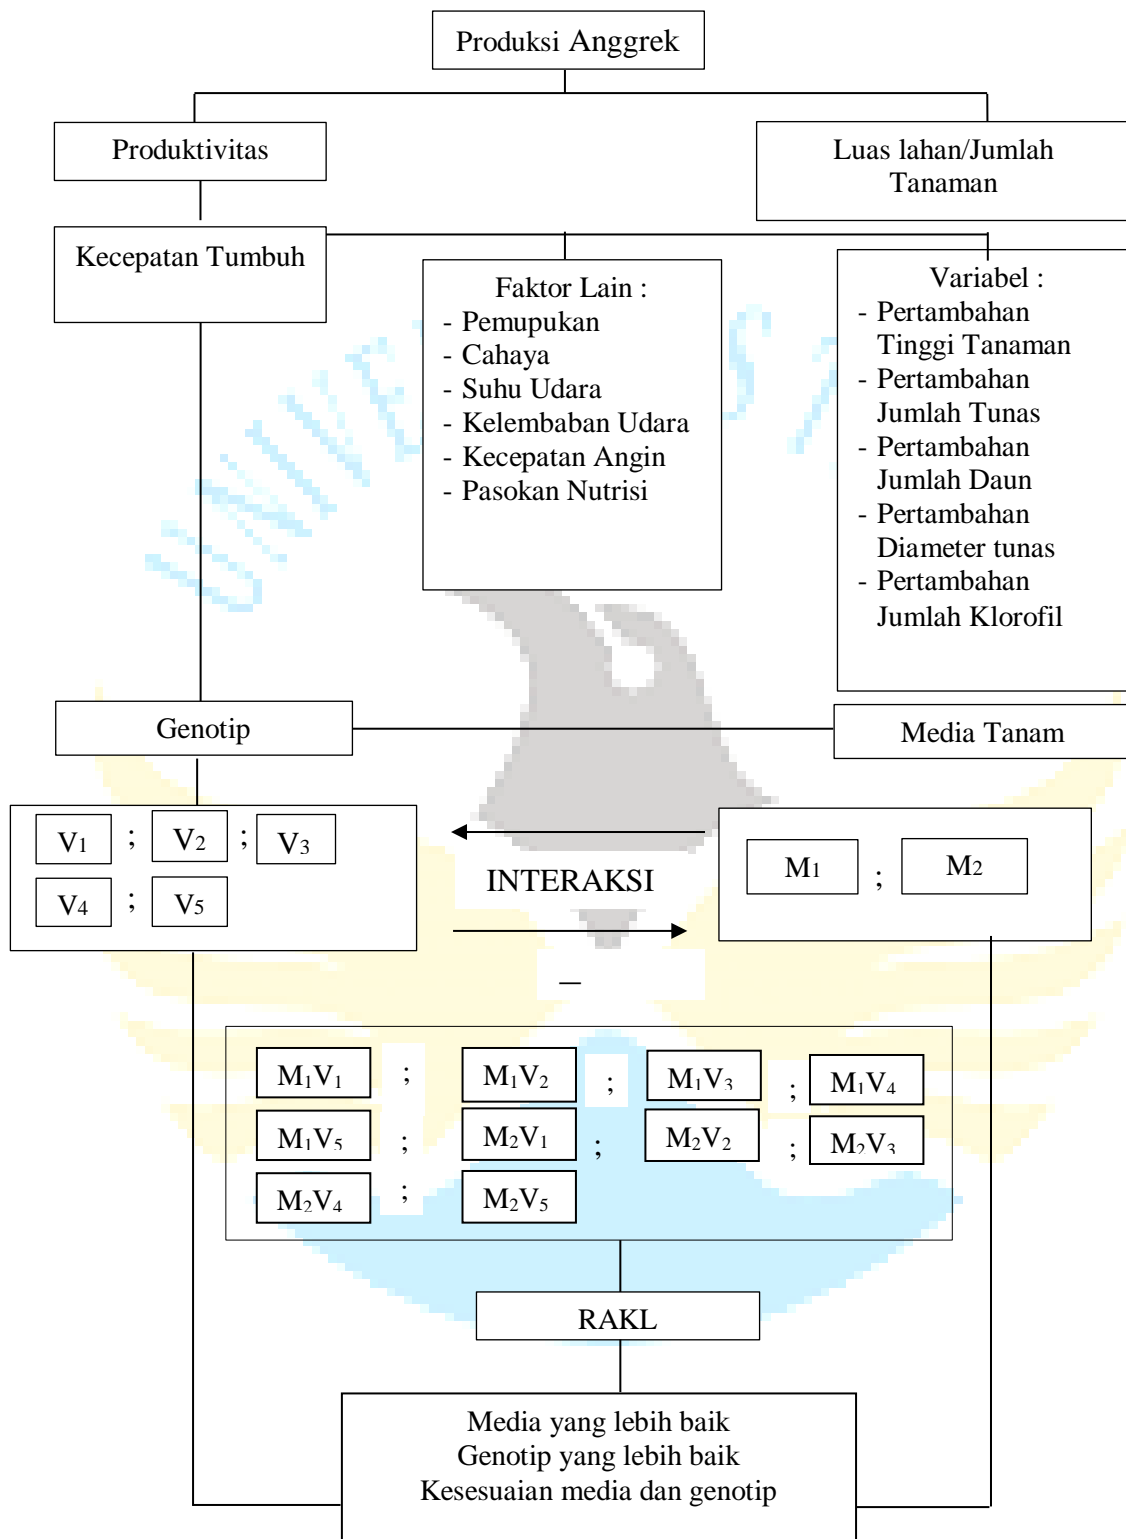 Produksi Anggrek
Produktivitas
Luas lahan/Jumlah
Tanaman
Kecepatan Tumbuh
Faktor Lain :
- Pemupukan
- Cahaya
- Suhu Udara
- Kelembaban Udara
- Kecepatan Angin
- Pasokan Nutrisi
Variabel :
- Pertambahan
Tinggi Tanaman
- Pertambahan
Jumlah Tunas
- Pertambahan
Jumlah Daun
- Pertambahan
Diameter tunas
- Pertambahan
Jumlah Klorofil
Genotip
Media Tanam
V1 ; V2 ; V3
V4 ; V5
INTERAKSI
M1 ; M2
M1V1 ; M1V2 ; M1V3 ; M1V4
M1V5 ; M2V1 ; M2V2 ; M2V3
M2V4 ; M2V5
RAKL
Media yang lebih baik
Genotip yang lebih baik
Kesesuaian media dan genotip